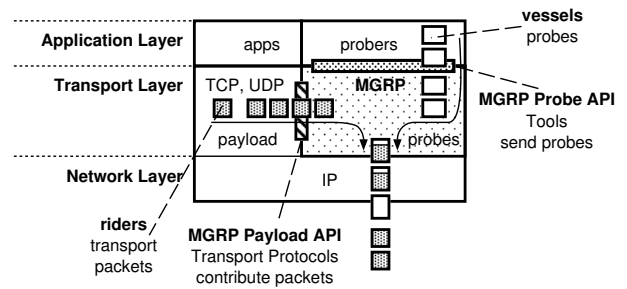 vessels
probes
Application Layer
apps
probers
Transport Layer
TCP, UDP
MGRP
MGRP Probe API
Tools
send probes
payload
probes
Network Layer
IP
riders
transport
packets
MGRP Payload API
Transport Protocols
contribute packets